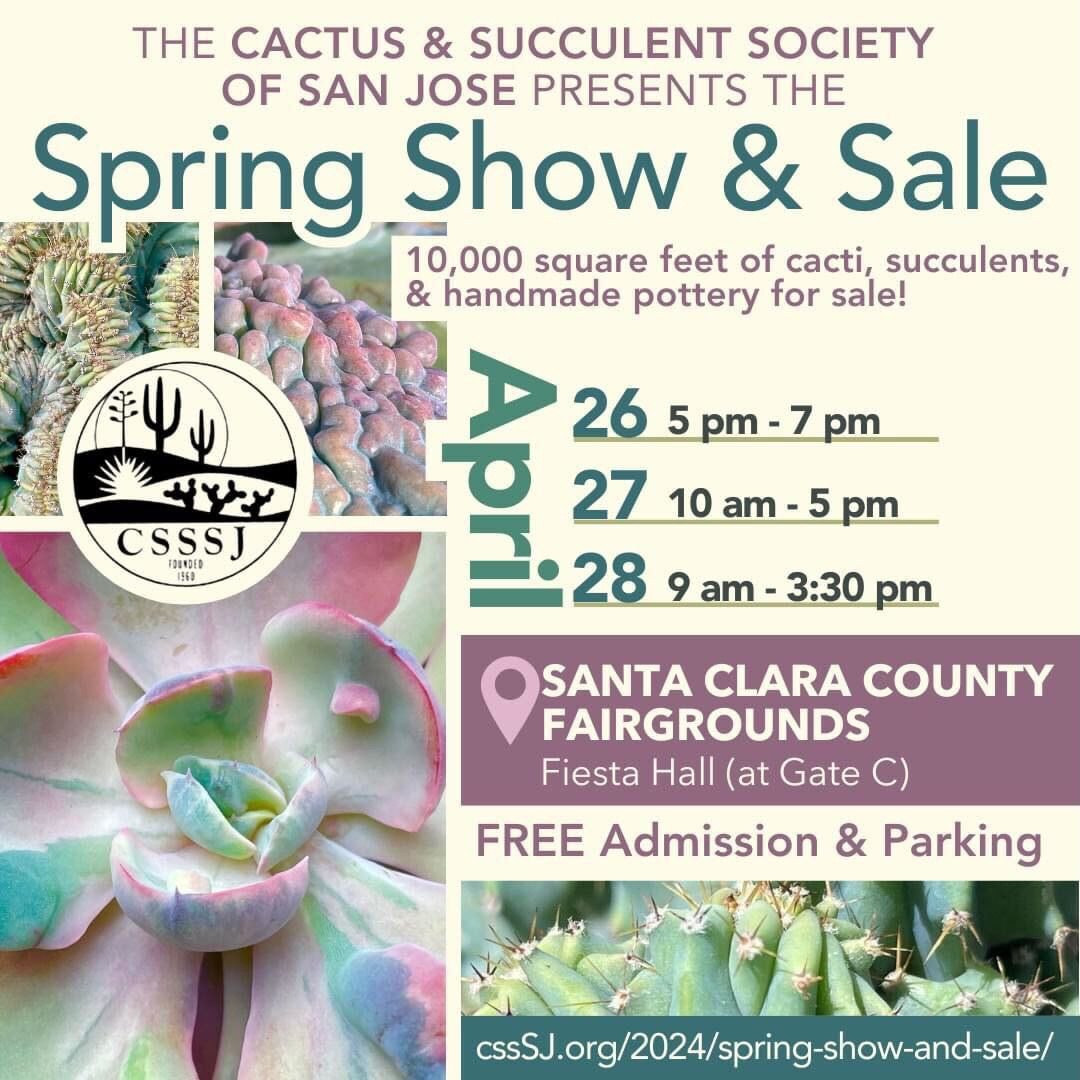 THE CACTUS & SUCCULENT SOCIETY
OF SAN JOSE PRESENTS THE
Spring Show & Sale
10,000 square feet of cacti, succulents,
& handmade pottery for sale!
CSSSJ
FOUNDED
1960
April
26 5 pm - 7 pm
27 10 am - 5 pm
28 9 am - 3:30 pm
SANTA CLARA COUNTY
FAIRGROUNDS
Fiesta Hall (at Gate C)
FREE Admission & Parking
cssSJ.org/2024/spring-show-and-sale/